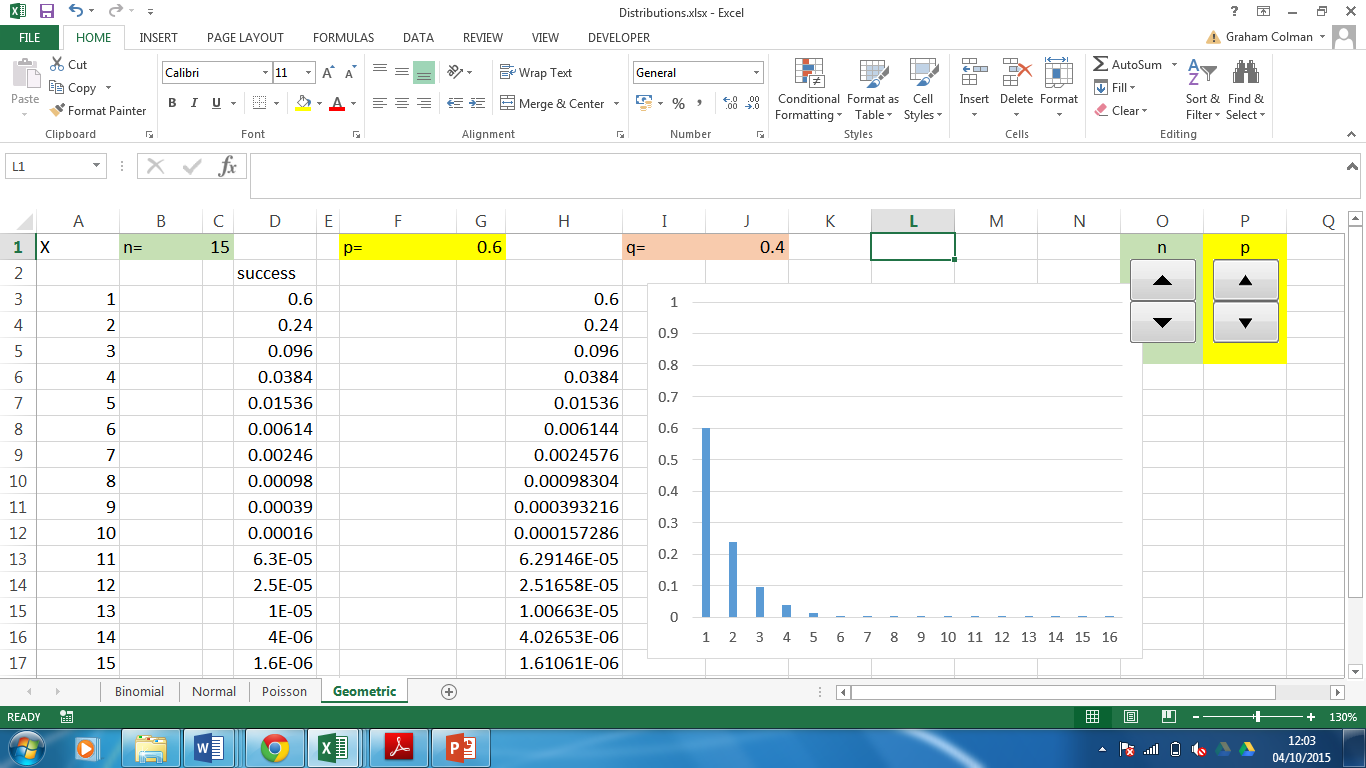 Distributions.xlsx - Excel
?
FILE HOME INSERT PAGE LAYOUT FORMULAS DATA REVIEW VIEW DEVELOPER
Graham Colman
Paste
Cut
Copy
Format Painter
Clipboard
Calibri 11 A A
B I U A
Font
Wrap Text
Merge & Center
Alignment
General
% , .00 .0
Number
Conditional Formatting
Format as Table
Cell Styles
Styles
Insert Delete Format
Cells
AutoSum
Fill
Clear
Sort & Filter
Find & Select
Editing
L1
fx
A B C D E F G H I J K L M N O P Q
1 X n= 15 p= 0.6 q= 0.4 n p
2 success
3 1 0.6 0.6
4 2 0.24 0.24
5 3 0.096 0.096
6 4 0.0384 0.0384
7 5 0.01536 0.01536
8 6 0.00614 0.006144
9 7 0.00246 0.0024576
10 8 0.00098 0.00098304
11 9 0.00039 0.000393216
12 10 0.00016 0.000157286
13 11 6.3E-05 6.29146E-05
14 12 2.5E-05 2.51658E-05
15 13 1E-05 1.00663E-05
16 14 4E-06 4.02653E-06
17 15 1.6E-06 1.61061E-06
1
0.9
0.8
0.7
0.6
0.5
0.4
0.3
0.2
0.1
0
1 2 3 4 5 6 7 8 9 10 11 12 13 14 15 16
Binomial Normal Poisson Geometric
READY
130%
12:03
04/10/2015